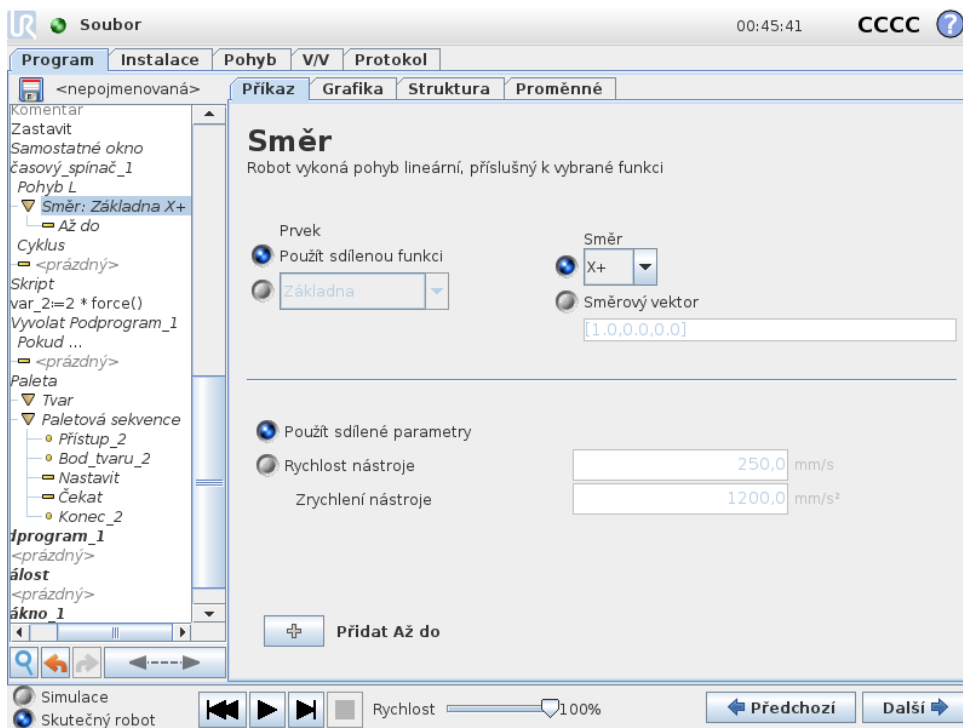 UR Soubor 00:45:41 CCCC ?
Program Instalace Pohyb V/V Protokol
<nepojmenovaná> Příkaz Grafika Struktura Proměnné
Komentář
Zastavit
Samostatné okno
časový_spínač_1
Pohyb L
Směr: Základna X+
Až do
Cyklus
<prázdný>
Skript
var_2:=2 * force()
Vyvolat Podprogram_1
Pokud ...
<prázdný>
Paleta
Tvar
Paletová sekvence
Přístup_2
Bod_tvaru_2
Nastavit
Čekat
Konec_2
dprogram_1
<prázdný>
álost
<prázdný>
ákno_1
Směr
Robot vykoná pohyb lineární, příslušný k vybrané funkci
Prvek
Použít sdílenou funkci
Základna
Směr
X+
Směrový vektor
[1.0,0.0,0.0]
Použít sdílené parametry
Rychlost nástroje 250,0 mm/s
Zrychlení nástroje 1200,0 mm/s²
Přidat Až do
Simulace
Skutečný robot
Rychlost 100%
Předchozí Další